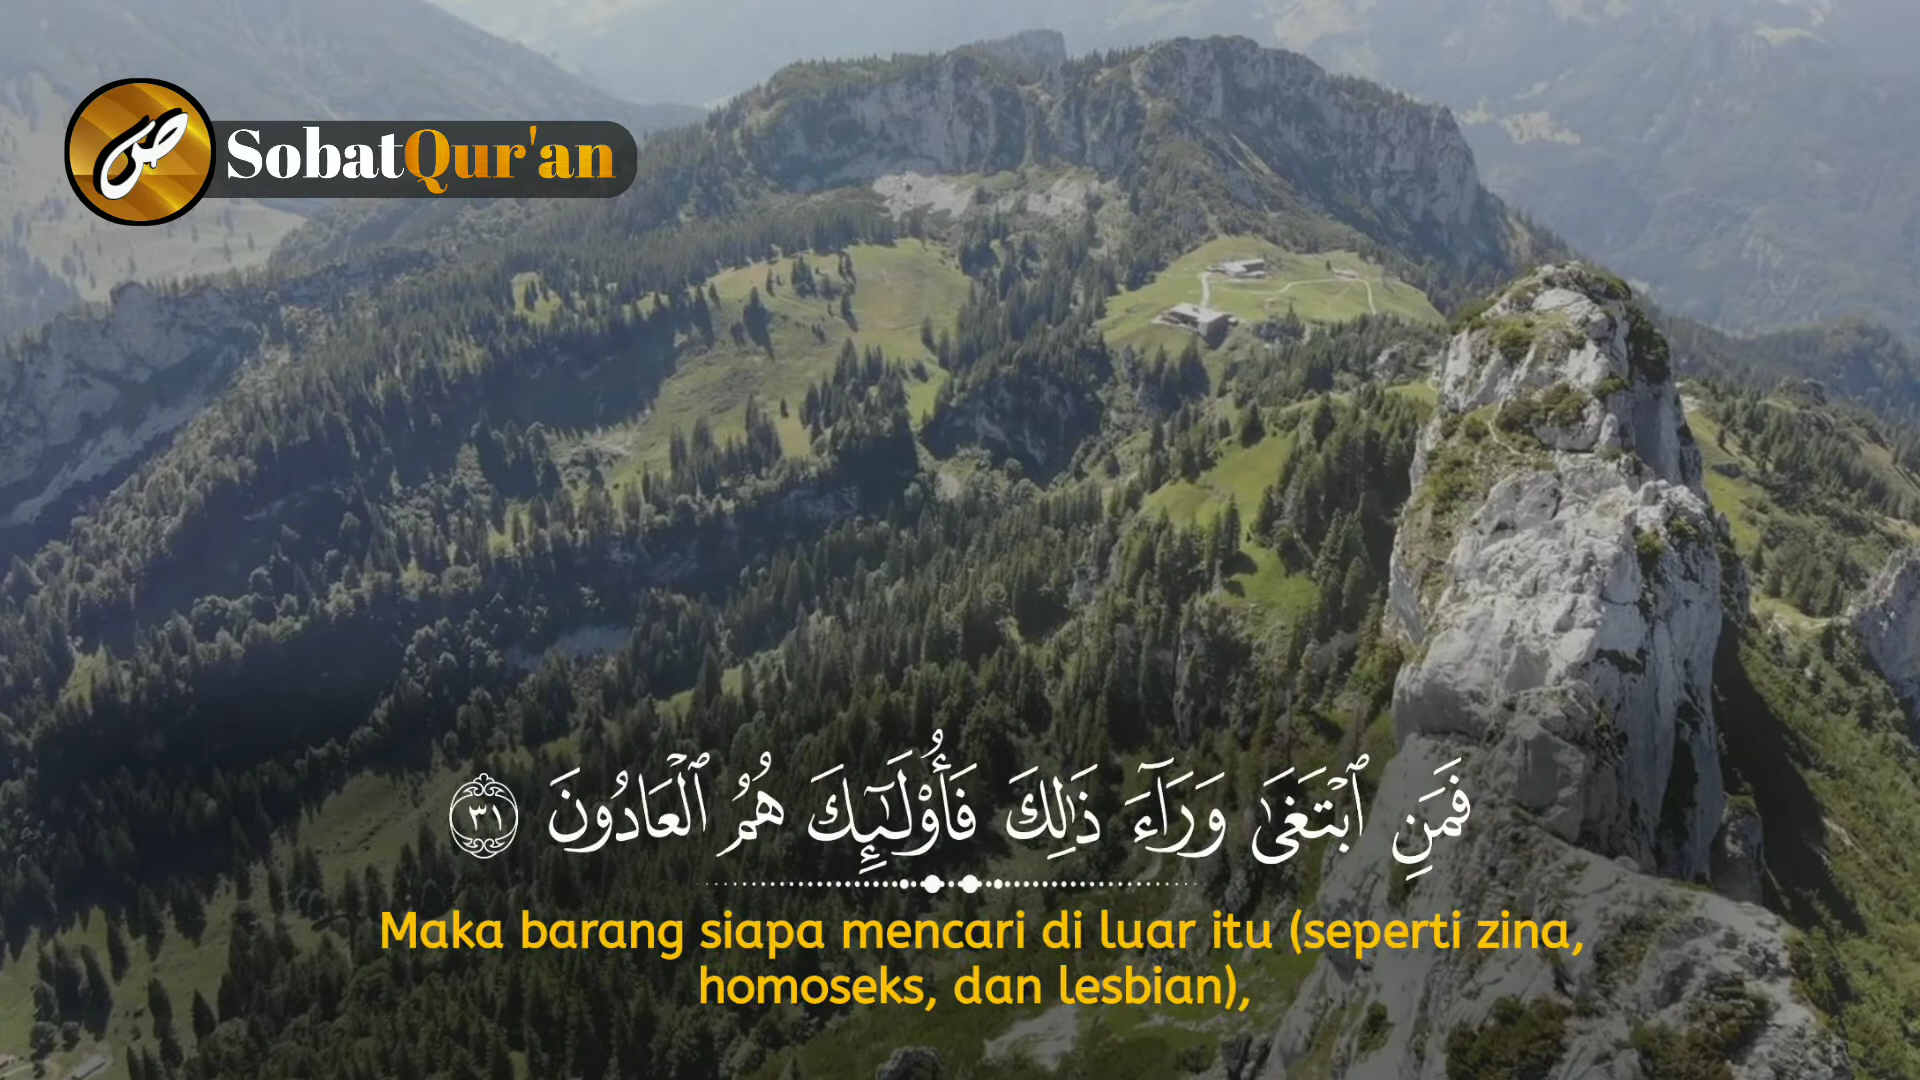 SobatQur'an
فَمَنِ ٱبْتَغَىٰ وَرَآءَ ذَٰلِكَ فَأُو۟لَـٰٓئِكَ هُمُ ٱلْعَادُونَ ٣١
Maka barang siapa mencari di luar itu (seperti zina,
homoseks, dan lesbian),